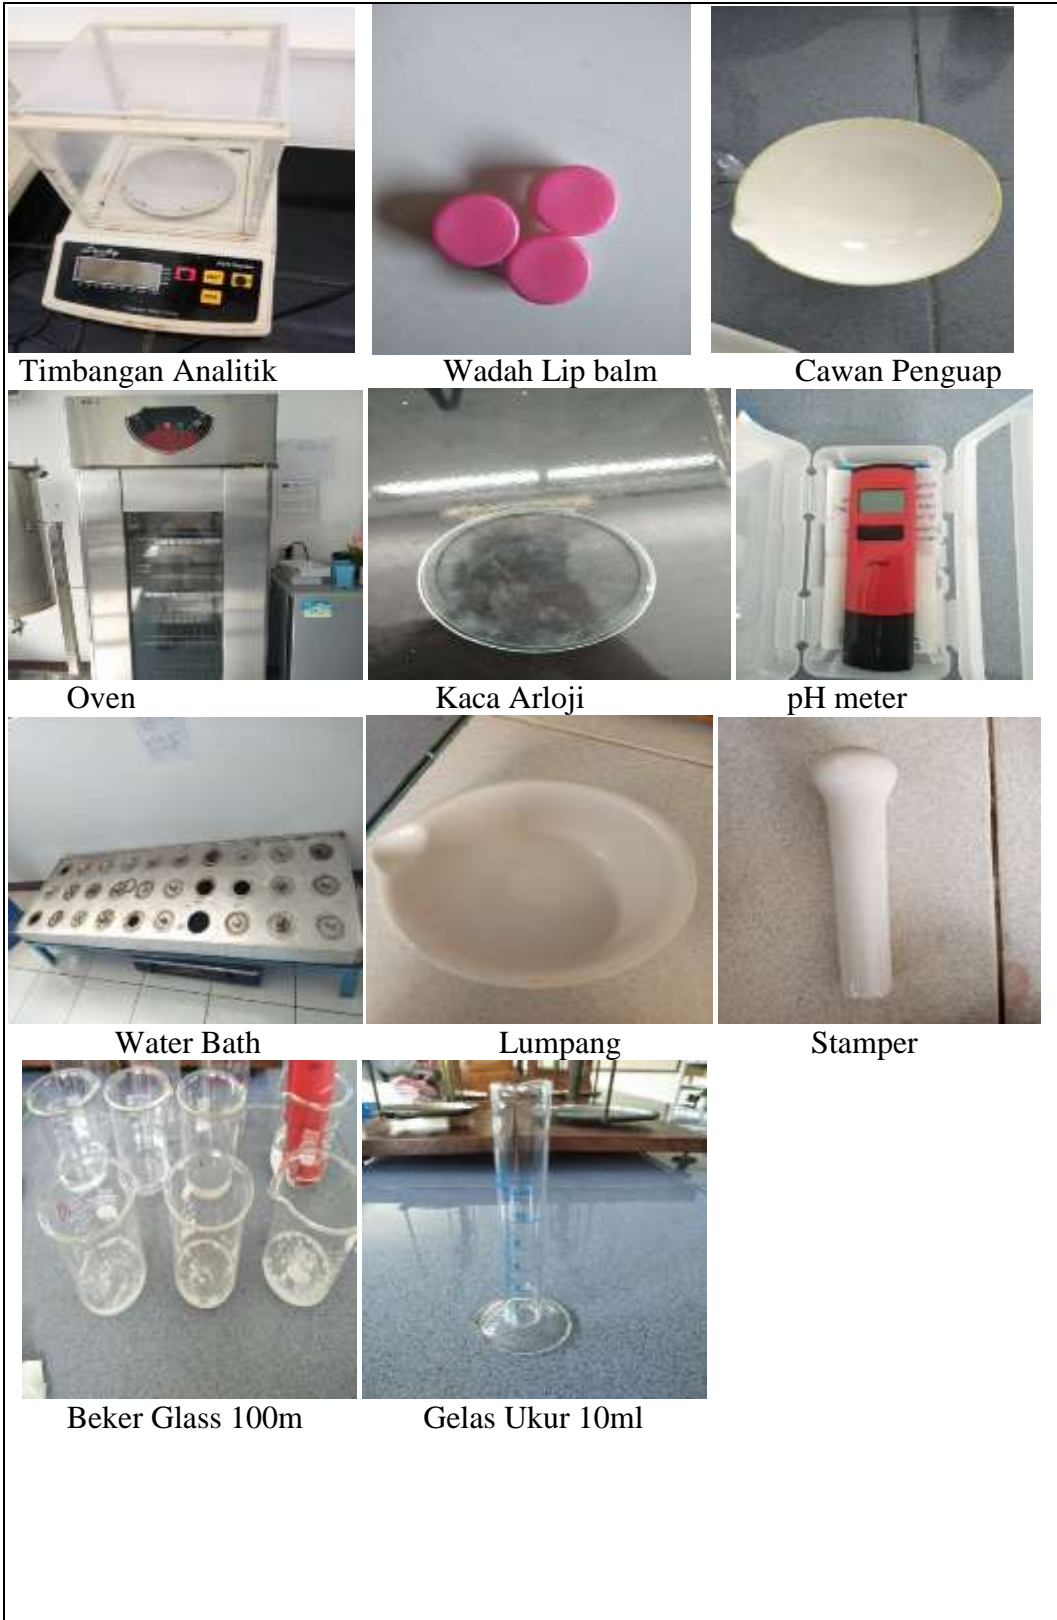 Timbangan Analitik
Wadah Lip balm
Cawan Penguap
Oven
Kaca Arloji
pH meter
Water Bath
Lumpang
Stamper
Beker Glass 100m
Gelas Ukur 10ml